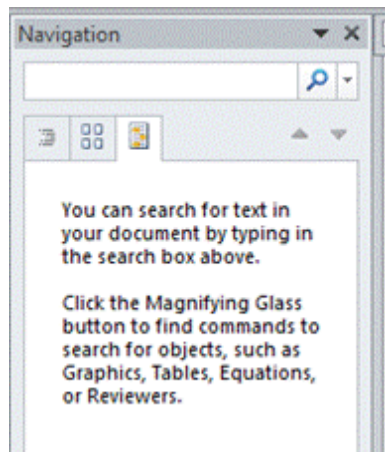 Navigation
You can search for text in
your document by typing in
the search box above.
Click the Magnifying Glass
button to find commands to
search for objects, such as
Graphics, Tables, Equations,
or Reviewers.